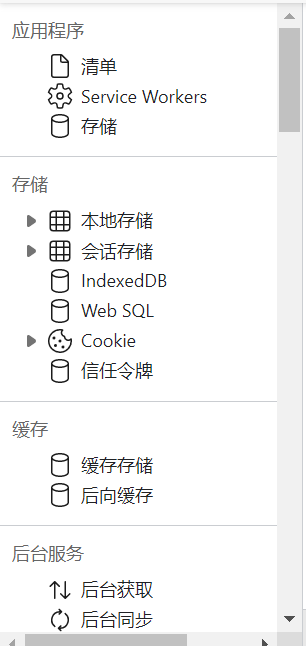 应用程序
清单
Service Workers
存储
存储
本地存储
会话存储
IndexedDB
Web SQL
Cookie
信任令牌
缓存
缓存存储
后向缓存
后台服务
后台获取
后台同步